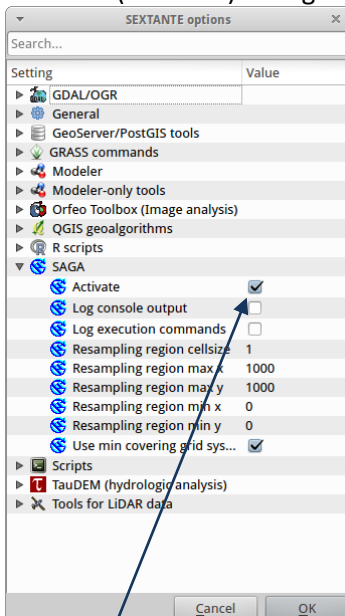 SEXTANTE options
Search...
Setting Value
GDAL/OGR
General
GeoServer/PostGIS tools
GRASS commands
Modeler
Modeler-only tools
Orfeo Toolbox (Image analysis)
QGIS geoalgorithms
R scripts
SAGA
Activate
Log console output
Log execution commands
Resampling region cellsize 1
Resampling region max x 1000
Resampling region max y 1000
Resampling region min x 0
Resampling region min y 0
Use min covering grid sys...
Scripts
TauDEM (hydrologic analysis)
Tools for LiDAR data
Cancel OK